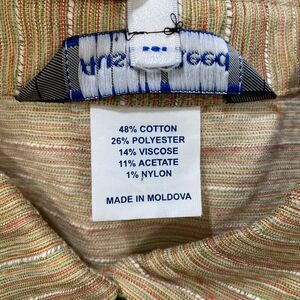 48% COTTON
26% POLYESTER
14% VISCOSE
11% ACETATE
1% NYLON
MADE IN MOLDOVA